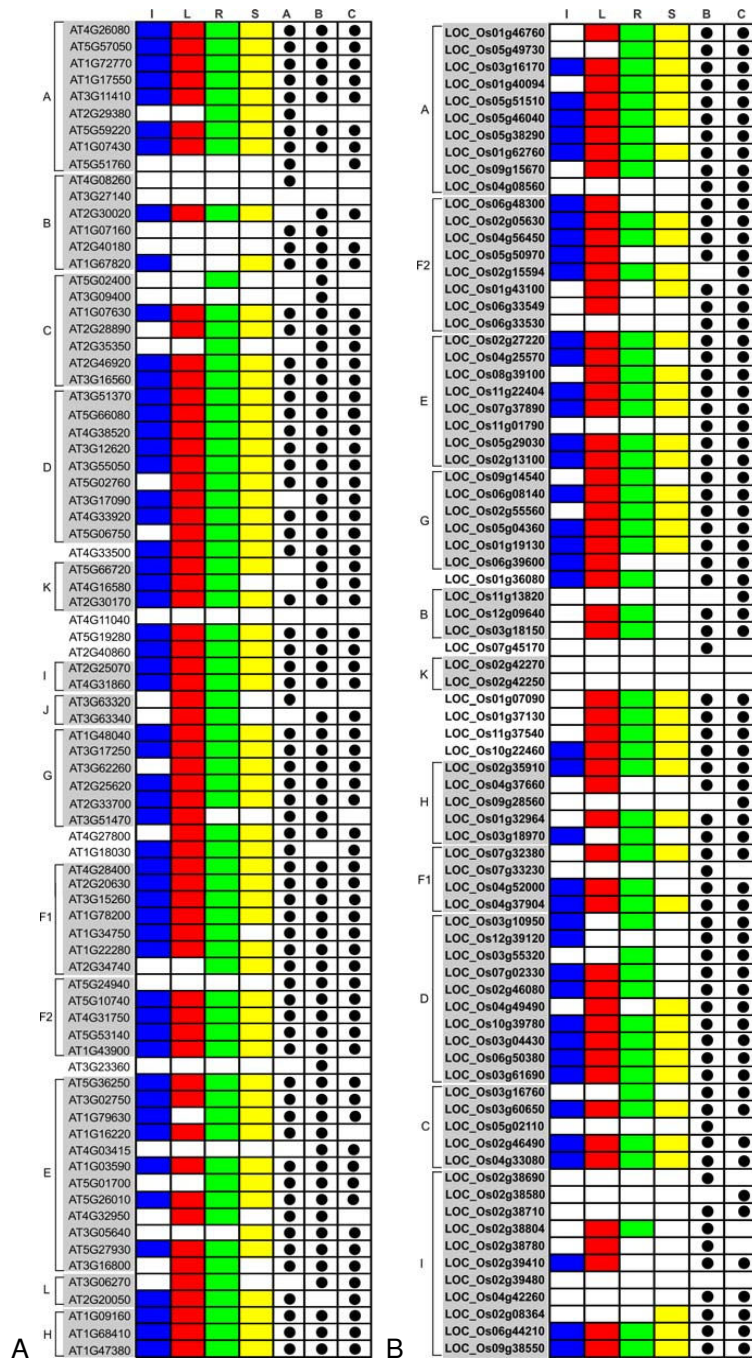 I L R S A B C
A
AT4G26080
AT5G57050
AT1G72770
AT1G17550
AT3G11410
AT2G29380
AT5G59220
AT1G07430
AT5G51760
B
AT4G08260
AT3G27140
AT2G30020
AT1G07160
AT2G40180
AT1G67820
C
AT5G02400
AT3G09400
AT1G07630
AT2G28890
AT2G35350
AT2G46920
AT3G16560
D
AT3G51370
AT5G66080
AT4G38520
AT3G12620
AT3G55050
AT5G02760
AT3G17090
AT4G33920
AT5G06750
AT4G33500
K
AT5G66720
AT4G16580
AT2G30170
AT4G11040
AT5G19280
AT2G40860
I
AT2G25070
AT4G31860
J
AT3G63320
AT3G63340
G
AT1G48040
AT3G17250
AT3G62260
AT2G25620
AT2G33700
AT3G51470
AT4G27800
AT1G18030
F1
AT4G28400
AT2G20630
AT3G15260
AT1G78200
AT1G34750
AT1G22280
AT2G34740
F2
AT5G24940
AT5G10740
AT4G31750
AT5G53140
AT1G43900
AT3G23360
E
AT5G36250
AT3G02750
AT1G79630
AT1G16220
AT4G03415
AT1G03590
AT5G01700
AT5G26010
AT4G32950
AT3G05640
AT5G27930
AT3G16800
L
AT3G06270
AT2G20050
H
AT1G09160
AT1G68410
AT1G47380
A
I L R S B C
A
LOC_Os01g46760
LOC_Os05g49730
LOC_Os03g16170
LOC_Os01g40094
LOC_Os05g51510
LOC_Os05g46040
LOC_Os05g38290
LOC_Os01g62760
LOC_Os09g15670
LOC_Os04g08560
F2
LOC_Os06g48300
LOC_Os02g05630
LOC_Os04g56450
LOC_Os05g50970
LOC_Os02g15594
LOC_Os01g43100
LOC_Os06g33549
LOC_Os06g33530
E
LOC_Os02g27220
LOC_Os04g25570
LOC_Os08g39100
LOC_Os11g22404
LOC_Os07g37890
LOC_Os11g01790
LOC_Os05g29030
LOC_Os02g13100
G
LOC_Os09g14540
LOC_Os06g08140
LOC_Os02g55560
LOC_Os05g04360
LOC_Os01g19130
LOC_Os06g39600
LOC_Os01g36080
B
LOC_Os11g13820
LOC_Os12g09640
LOC_Os03g18150
LOC_Os07g45170
K
LOC_Os02g42270
LOC_Os02g42250
LOC_Os01g07090
LOC_Os01g37130
LOC_Os11g37540
LOC_Os10g22460
H
LOC_Os02g35910
LOC_Os04g37660
LOC_Os09g28560
LOC_Os01g32964
LOC_Os03g18970
F1
LOC_Os07g32380
LOC_Os07g33230
LOC_Os04g52000
LOC_Os04g37904
D
LOC_Os03g10950
LOC_Os12g39120
LOC_Os03g55320
LOC_Os07g02330
LOC_Os02g46080
LOC_Os04g49490
LOC_Os10g39780
LOC_Os03g04430
LOC_Os06g50380
LOC_Os03g61690
C
LOC_Os03g16760
LOC_Os03g60650
LOC_Os05g02110
LOC_Os02g46490
LOC_Os04g33080
I
LOC_Os02g38690
LOC_Os02g38580
LOC_Os02g38710
LOC_Os02g38804
LOC_Os02g38780
LOC_Os02g39410
LOC_Os02g39480
LOC_Os04g42260
LOC_Os02g08364
LOC_Os06g44210
LOC_Os09g38550
B